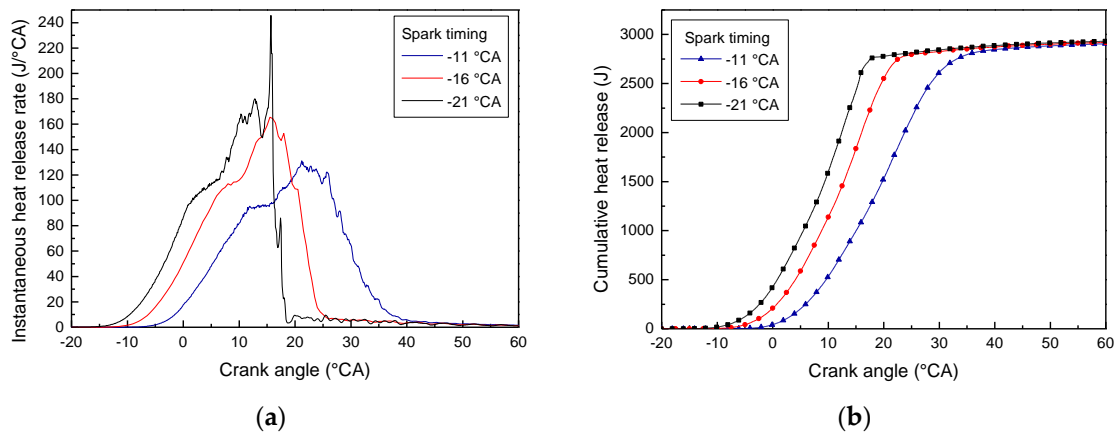 240
220
200
180
160
140
120
100
80
60
40
20
0
Instantaneous heat release rate (J/°CA)
Spark timing
-11 °CA
-16 °CA
-21 °CA
-20 -10 0 10 20 30 40 50 60
Crank angle (°CA)
(a)
3000
2500
2000
1500
1000
500
0
Cumulative heat release (J)
Spark timing
-11 °CA
-16 °CA
-21 °CA
-20 -10 0 10 20 30 40 50 60
Crank angle (°CA)
(b)